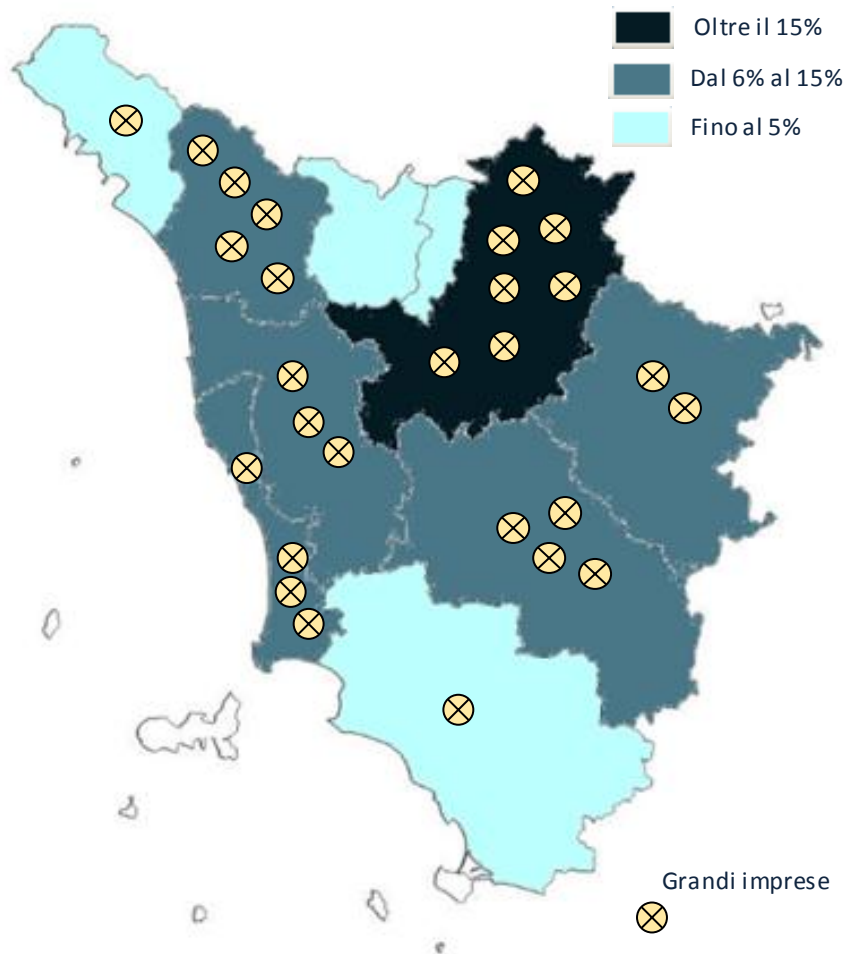 Oltre il 15%
Dal 6% al 15%
Fino al 5%
Grandi imprese